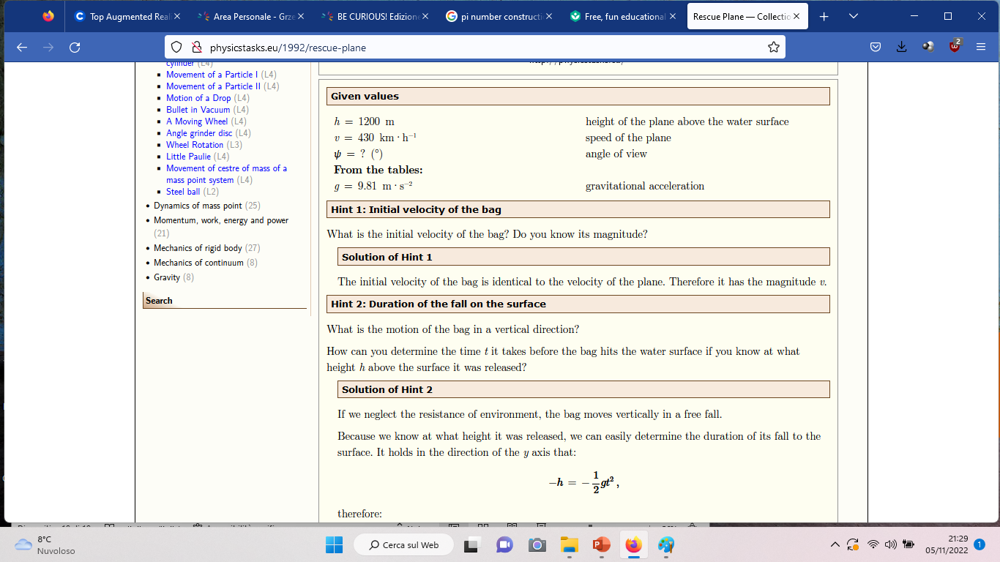 Top Augmented Reali
Area Personale - Grze
BE CURIOUS! Edizione
pi number constructi
Free, fun educational
Rescue Plane — Collectio
physicstasks.eu/1992/rescue-plane
2
cylinder (L4)
Movement of a Particle I (L4)
Movement of a Particle II (L4)
Motion of a Drop (L4)
Bullet in Vacuum (L4)
A Moving Wheel (L4)
Angle grinder disc (L4)
Wheel Rotation (L3)
Little Paulie (L4)
Movement of cestre of mass of a
mass point system (L4)
Steel ball (L2)
Dynamics of mass point (25)
Momentum, work, energy and power
(21)
Mechanics of rigid body (27)
Mechanics of continuum (8)
Gravity (8)
Search
Given values
h = 1200 m height of the plane above the water surface
v = 430 km · h⁻¹ speed of the plane
ψ = ? (°) angle of view
From the tables:
g = 9.81 m · s⁻² gravitational acceleration
Hint 1: Initial velocity of the bag
What is the initial velocity of the bag? Do you know its magnitude?
Solution of Hint 1
The initial velocity of the bag is identical to the velocity of the plane. Therefore it has the magnitude v.
Hint 2: Duration of the fall on the surface
What is the motion of the bag in a vertical direction?
How can you determine the time t it takes before the bag hits the water surface if you know at what
height h above the surface it was released?
Solution of Hint 2
If we neglect the resistance of environment, the bag moves vertically in a free fall.
Because we know at what height it was released, we can easily determine the duration of its fall to the
surface. It holds in the direction of the y axis that:
−h = −1/2 gt²,
therefore:
8°C
Nuvoloso
Cerca sul Web
21:29
05/11/2022
1